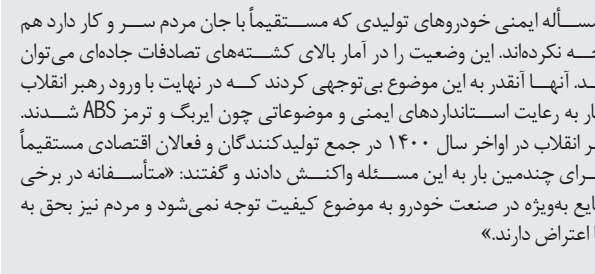 مسأله ایمنی خودروهای تولیدی که مستقیماً با جان مردم سر و کار دارد هم
نکرده‌اند. این وضعیت را در آمار بالای کشته‌های تصادفات جاده‌ای می‌توان
آنها آنقدر به این موضوع بی‌توجهی کردند که در نهایت با ورود رهبر انقلاب
به رعایت استانداردهای ایمنی و موضوعاتی چون ایربگ و ترمز ABS شدند.
انقلاب در اواخر سال ۱۴۰۰ در جمع تولیدکنندگان و فعالان اقتصادی مستقیماً
برای چندمین بار به این مسئله واکنش دادند و گفتند: «متأسفانه در برخی
به‌ویژه در صنعت خودرو به موضوع کیفیت توجه نمی‌شود و مردم نیز بحق به
اعتراض دارند.»